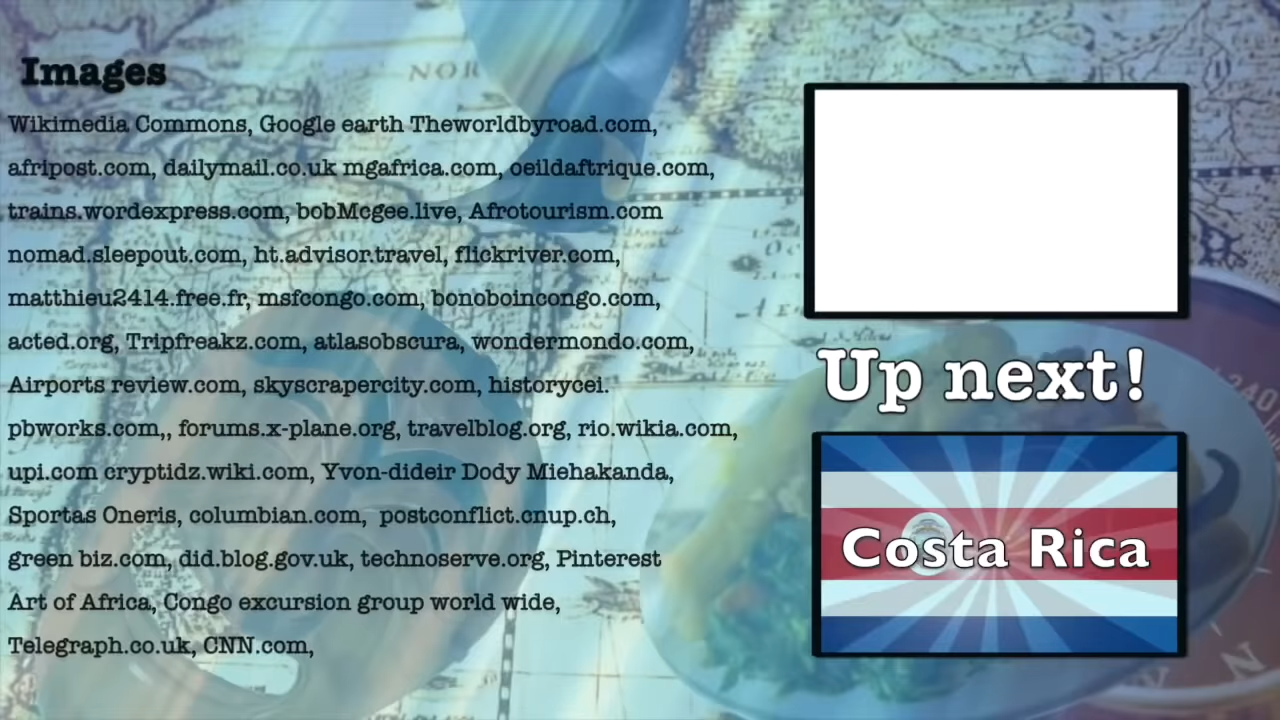 Images
Wikimedia Commons, Google earth Theworldbyroad.com,
afripost.com, dailymail.co.uk mgafrica.com, oeildaftrique.com,
trains.wordexpress.com, bobMcgee.live, Afrotourism.com
nomad.sleepout.com, ht.advisor.travel, flickriver.com,
matthieu2414.free.fr, msfcongo.com, bonoboincongo.com,
acted.org, Tripfreakz.com, atlasobscura, wondermondo.com,
Airports review.com, skyscrapercity.com, historycei.
pbworks.com,, forums.x-plane.org, travelblog.org, rio.wikia.com,
upi.com cryptidz.wiki.com, Yvon-dideir Dody Miehakanda,
Sportas Oneris, columbian.com, postconflict.cnup.ch,
green biz.com, did.blog.gov.uk, technoserve.org, Pinterest
Art of Africa, Congo excursion group world wide,
Telegraph.co.uk, CNN.com,
NOR
Up next!
Costa Rica
240
N